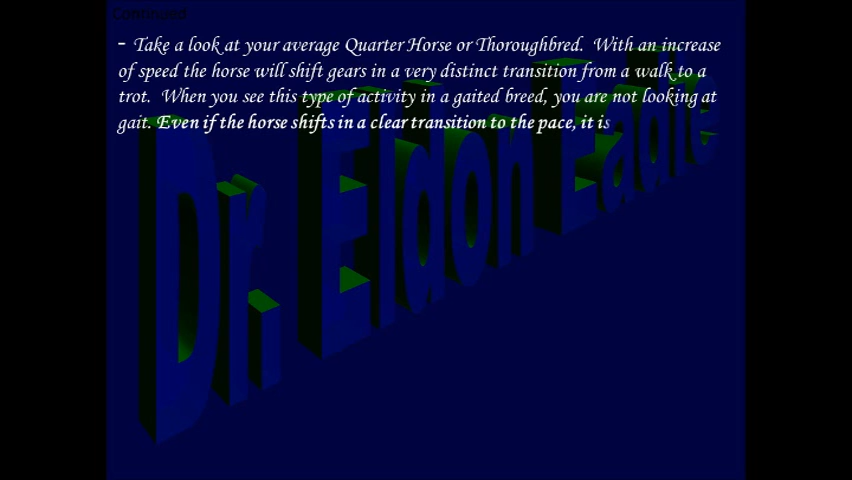 Continued
- Take a look at your average Quarter Horse or Thoroughbred. With an increase
of speed the horse will shift gears in a very distinct transition from a walk to a
trot. When you see this type of activity in a gaited breed, you are not looking at
gait. Even if the horse shifts in a clear transition to the pace, it is
Dr. Eldon Eadie